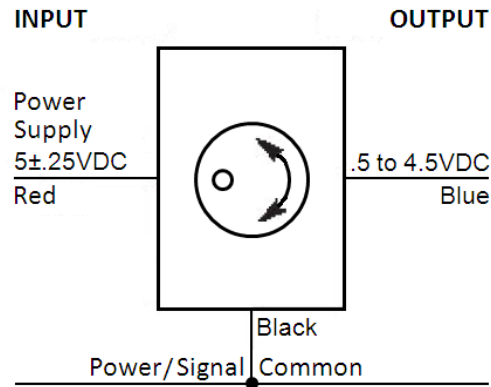 INPUT
OUTPUT
Power
Supply
5±.25VDC
Red
.5 to 4.5VDC
Blue
Black
Power/Signal Common